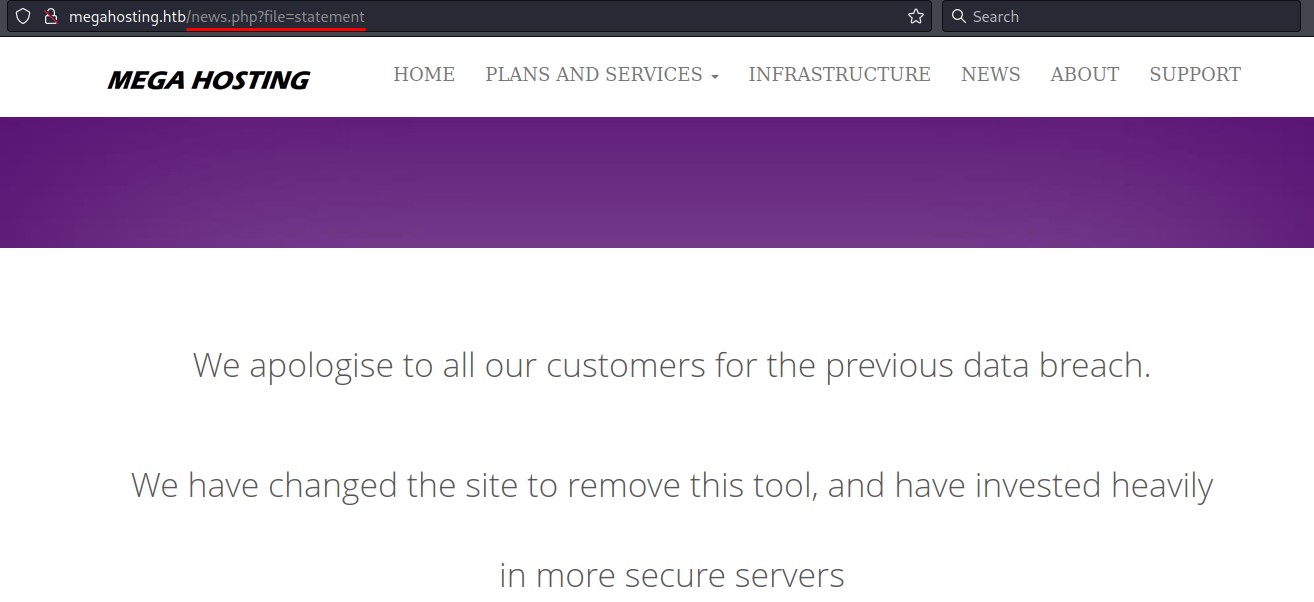 megahosting.htb/news.php?file=statement
Search
MEGA HOSTING
HOME PLANS AND SERVICES INFRASTRUCTURE NEWS ABOUT SUPPORT
We apologise to all our customers for the previous data breach.
We have changed the site to remove this tool, and have invested heavily
in more secure servers